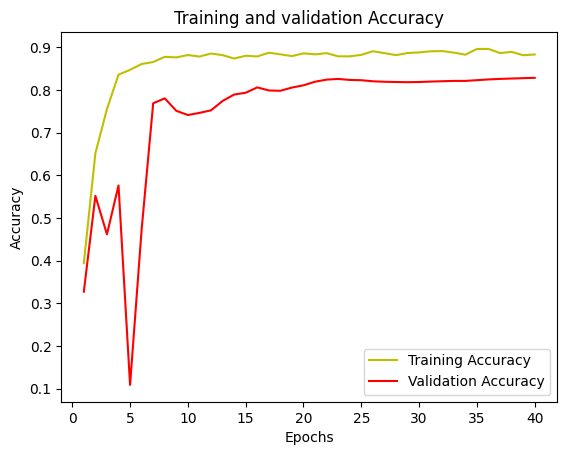 Training and validation Accuracy
Accuracy
0.9
0.8
0.7
0.6
0.5
0.4
0.3
0.2
0.1
Training Accuracy
Validation Accuracy
0 5 10 15 20 25 30 35 40
Epochs